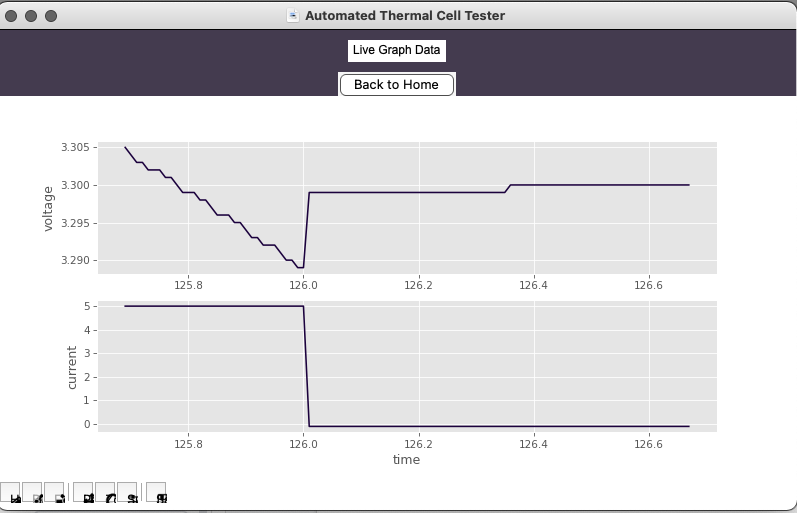 Automated Thermal Cell Tester
Live Graph Data
Back to Home
3.305
3.300
3.295
3.290
voltage
125.8 126.0 126.2 126.4 126.6
5
4
3
2
1
0
current
125.8 126.0 126.2 126.4 126.6
time